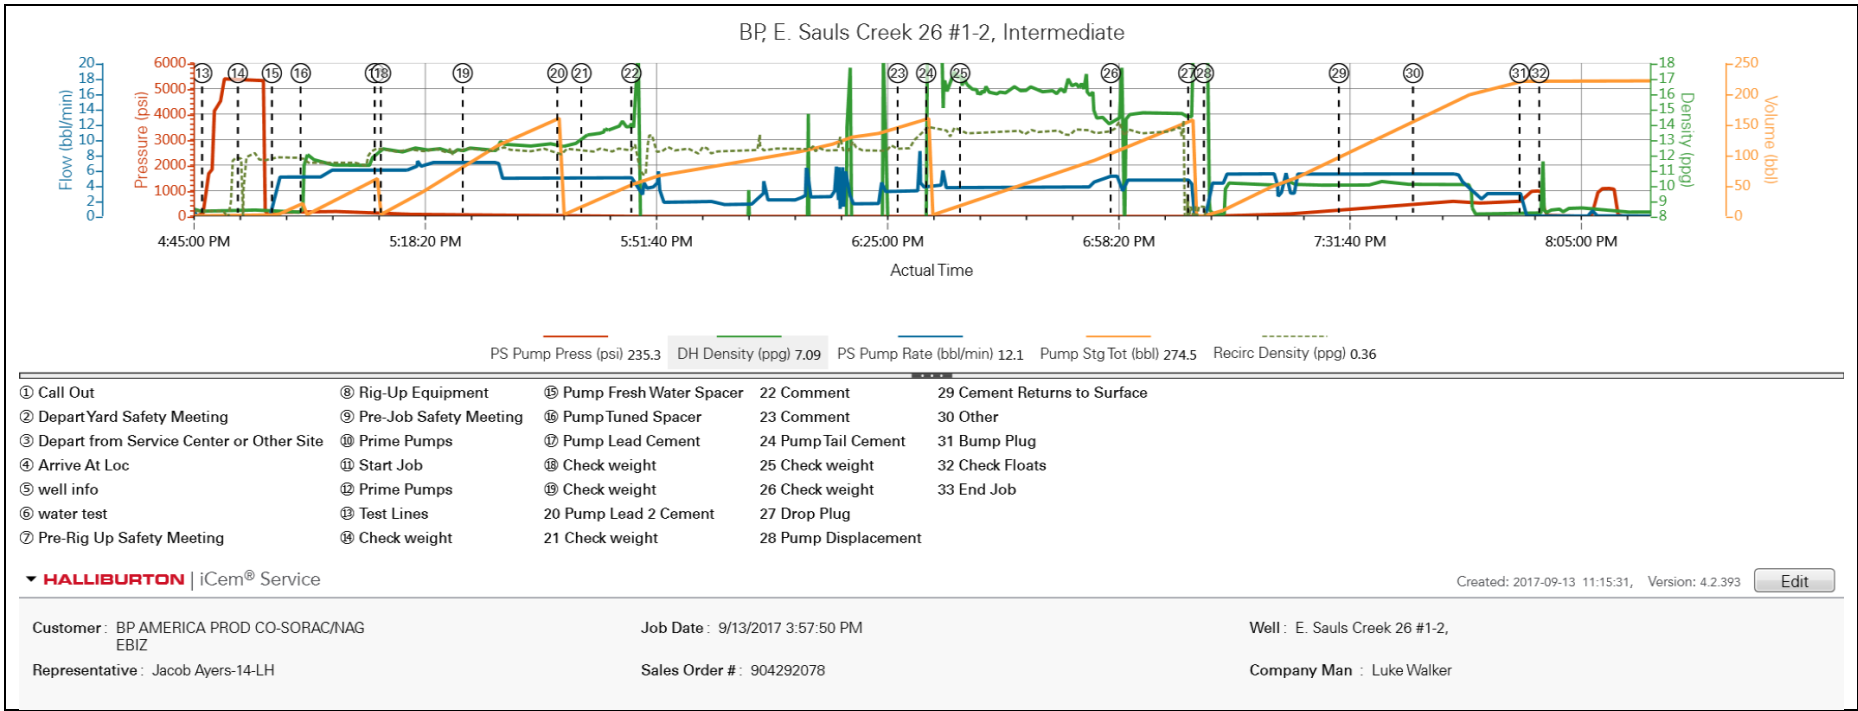 BP, E. Sauls Creek 26 #1-2, Intermediate
20 18 16 14 12 10 8 6 4 2 0
Flow (bbl/min)
6000 5000 4000 3000 2000 1000 0
Pressure (psi)
⑬ ⑭ ⑮ ⑯ ⑱ ⑲ ⑳ 21 22 23 24 25 26 27 28 29 30 31 32
18 17 16 15 14 13 12 11 10 9 8
Density (ppg)
250 200 150 100 50 0
Volume (bbl)
4:45:00 PM 5:18:20 PM 5:51:40 PM 6:25:00 PM 6:58:20 PM 7:31:40 PM 8:05:00 PM
Actual Time
PS Pump Press (psi) 235.3 DH Density (ppg) 7.09 PS Pump Rate (bbl/min) 12.1 Pump Stg Tot (bbl) 274.5 Recirc Density (ppg) 0.36
① Call Out
② Depart Yard Safety Meeting
③ Depart from Service Center or Other Site
④ Arrive At Loc
⑤ well info
⑥ water test
⑦ Pre-Rig Up Safety Meeting
⑧ Rig-Up Equipment
⑨ Pre-Job Safety Meeting
⑩ Prime Pumps
⑪ Start Job
⑫ Prime Pumps
⑬ Test Lines
⑭ Check weight
⑮ Pump Fresh Water Spacer
⑯ Pump Tuned Spacer
⑰ Pump Lead Cement
⑱ Check weight
⑲ Check weight
20 Pump Lead 2 Cement
21 Check weight
22 Comment
23 Comment
24 Pump Tail Cement
25 Check weight
26 Check weight
27 Drop Plug
28 Pump Displacement
29 Cement Returns to Surface
30 Other
31 Bump Plug
32 Check Floats
33 End Job
HALLIBURTON | iCem® Service
Created: 2017-09-13 11:15:31, Version: 4.2.393
Edit
Customer : BP AMERICA PROD CO-SORAC/NAG
EBIZ
Job Date : 9/13/2017 3:57:50 PM
Well : E. Sauls Creek 26 #1-2,
Representative : Jacob Ayers-14-LH
Sales Order # : 904292078
Company Man : Luke Walker